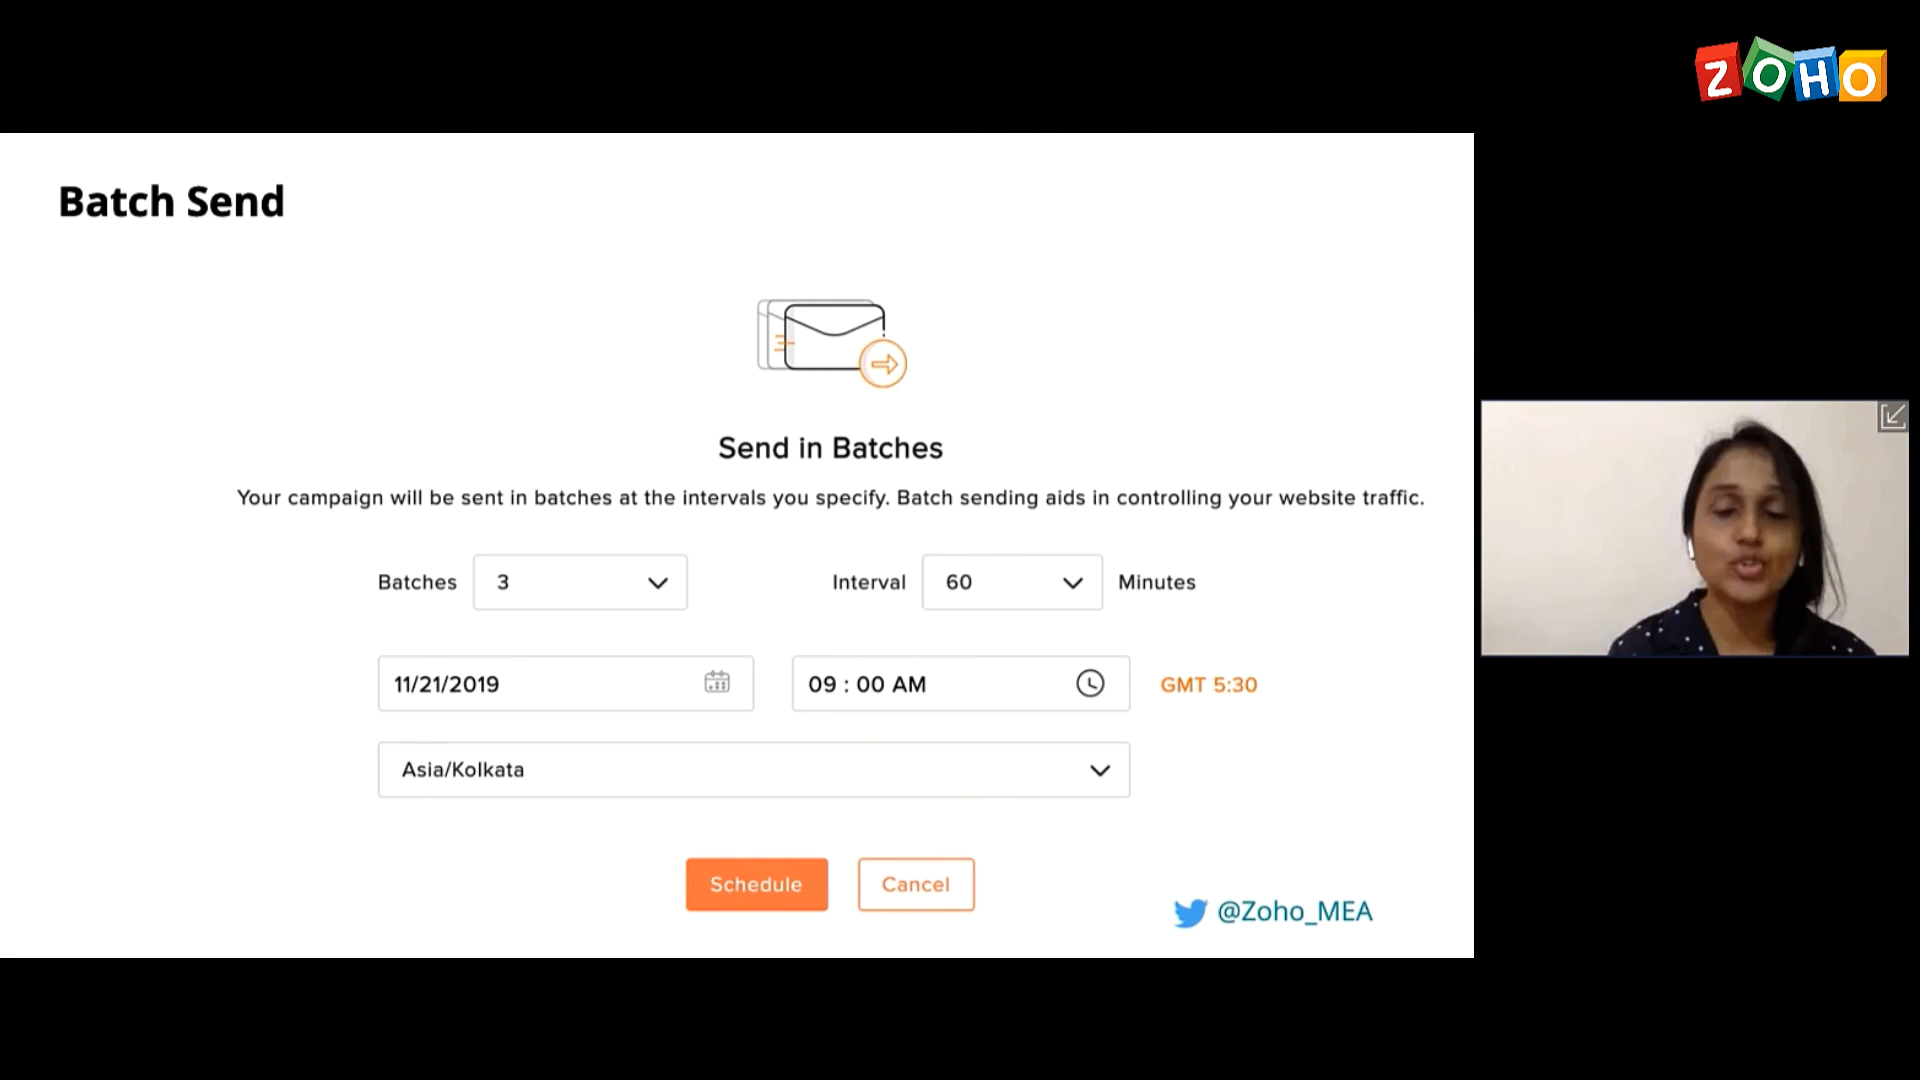 ZOHO
Batch Send
Send in Batches
Your campaign will be sent in batches at the intervals you specify. Batch sending aids in controlling your website traffic.
Batches 3 Interval 60 Minutes
11/21/2019 09 : 00 AM GMT 5:30
Asia/Kolkata
Schedule Cancel
@Zoho_MEA